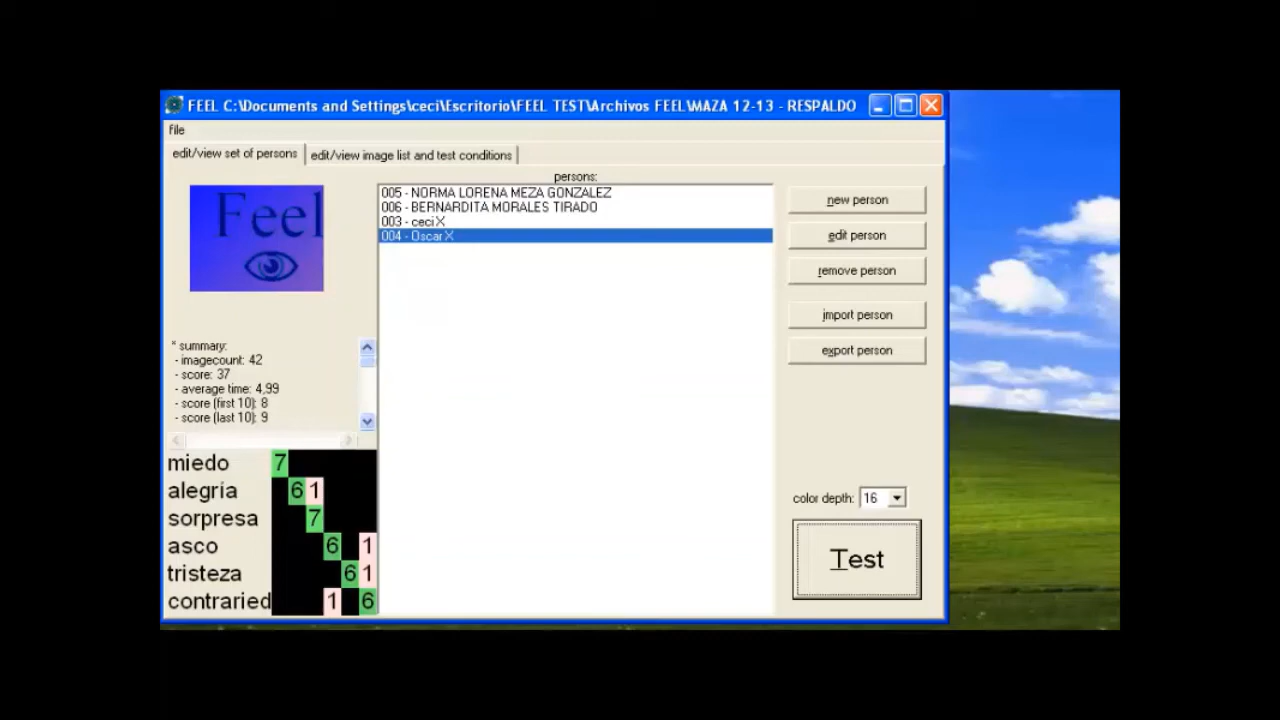 FEEL C:\Documents and Settings\ceci\Escritorio\FEEL TEST\Archivos FEEL\MAZA 12-13 - RESPALDO
file
edit/view set of persons
edit/view image list and test conditions
Feel
persons:
005 - NORMA LORENA MEZA GONZALEZ
006 - BERNARDITA MORALES TIRADO
003 - ceci X
004 - Oscar X
new person
edit person
remove person
import person
export person
* summary:
- imagecount: 42
- score: 37
- average time: 4,99
- score (first 10): 8
- score (last 10): 9
miedo 7
alegría 6 1
sorpresa 7
asco 6 1
tristeza 6 1
contraried 1 6
color depth: 16
Test